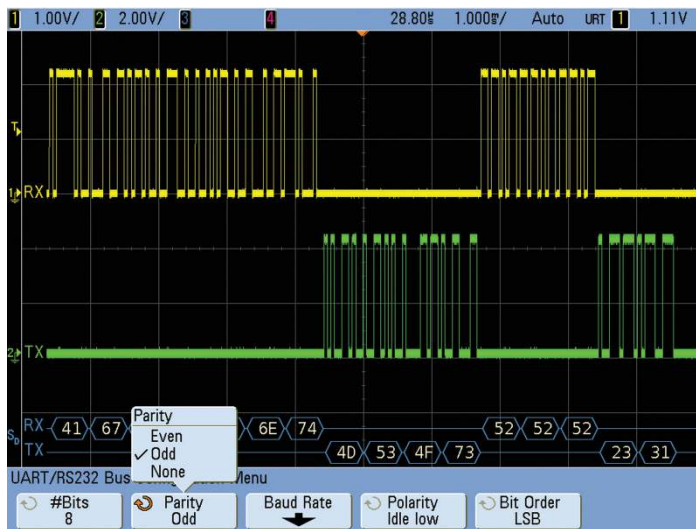 1 1.00V/ 2 2.00V/ 3 4 28.80 1.000 / Auto URT 1 1.11V
T
1 RX
2 TX
RX 41 67 6E 74 52 52 52
TX 4D 53 4F 73 23 31
Parity
Even
✓ Odd
None
UART/RS232 Bus Menu
#Bits Parity Baud Rate Polarity Bit Order
8 Odd Idle low LSB